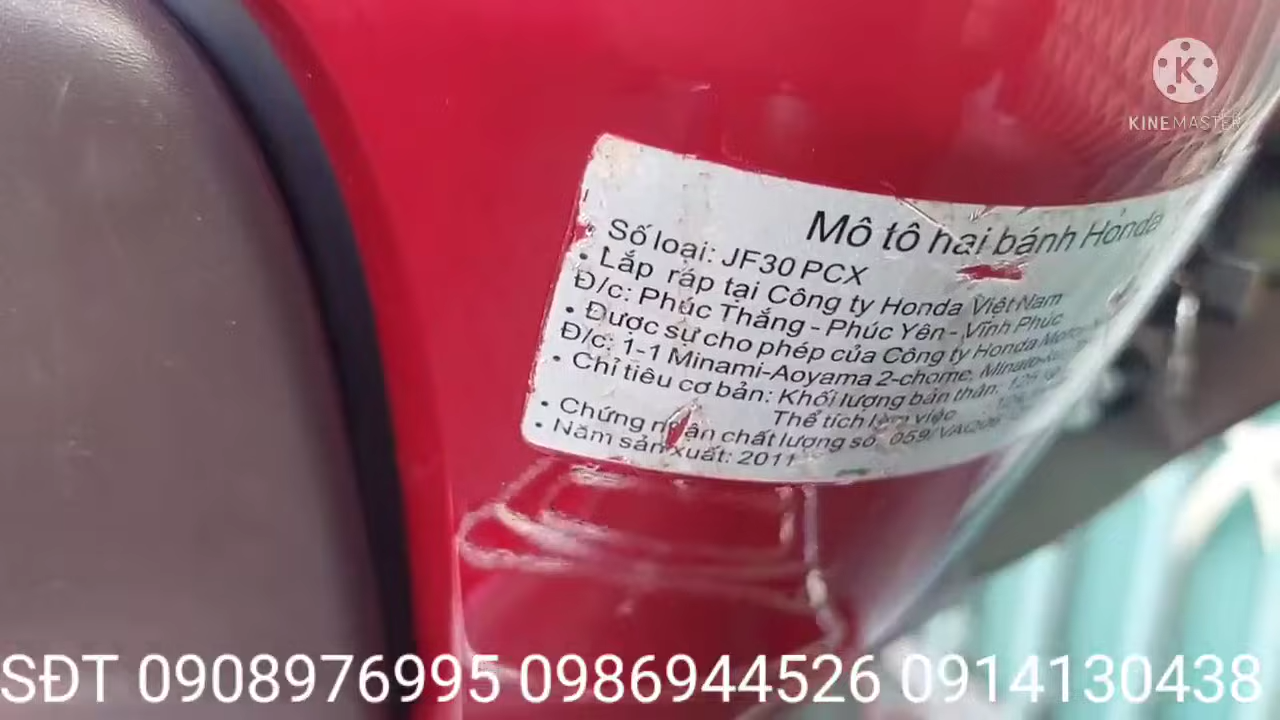 KINEMASTER
Mô tô hai bánh Honda
• Số loại: JF30 PCX
• Lắp ráp tại Công ty Honda Việt Nam
Đ/c: Phúc Thắng - Phúc Yên - Vĩnh Phúc
• Được sự cho phép của Công ty Honda
Đ/c: 1-1 Minami-Aoyama 2-chome,
• Chỉ tiêu cơ bản: Khối lượng bản thân:
Thể tích làm việc :
• Chứng nhận chất lượng số:
• Năm sản xuất: 2011
SĐT 0908976995 0986944526 0914130438